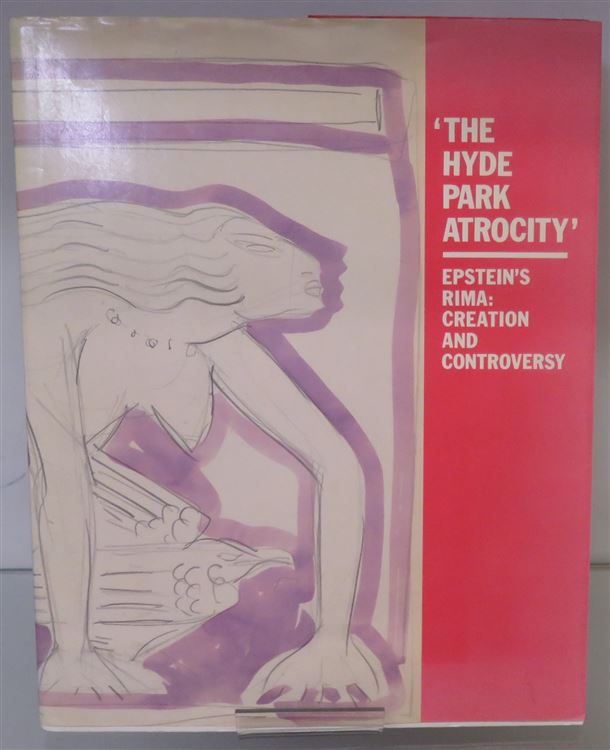 ‘THE
HYDE
PARK
ATROCITY’
EPSTEIN’S
RIMA:
CREATION
AND
CONTROVERSY